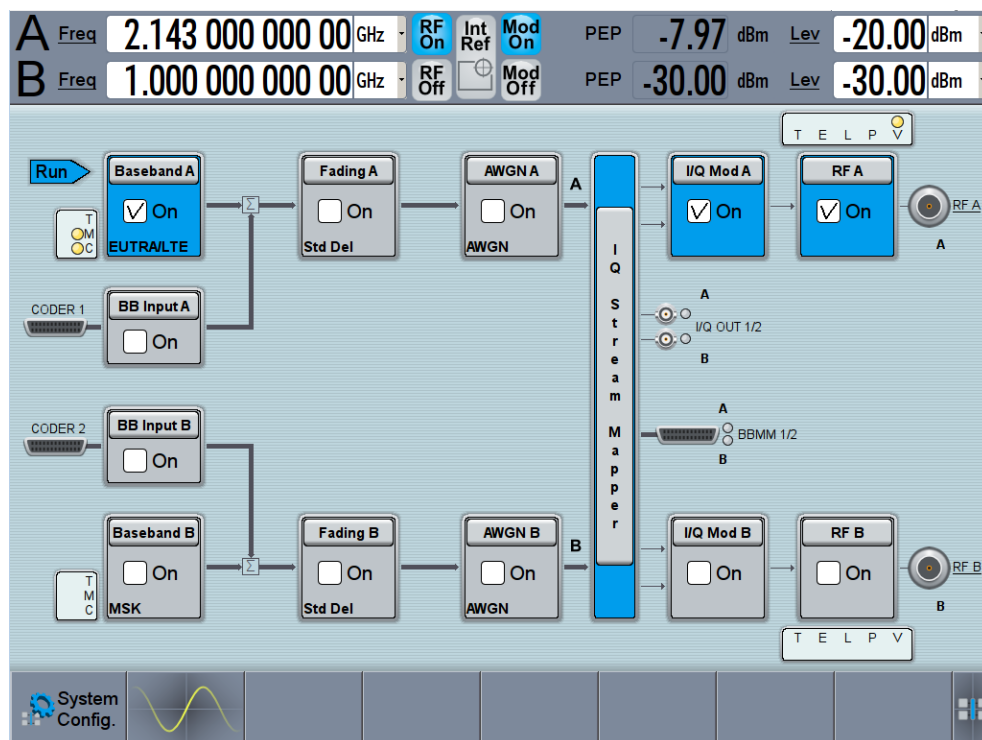 A Freq 2.143 000 000 00 GHz RF On Int Ref Mod On PEP -7.97 dBm Lev -20.00 dBm
B Freq 1.000 000 000 00 GHz RF Off Mod Off PEP -30.00 dBm Lev -30.00 dBm
T E L P V
Run Baseband A Fading A AWGN A I/Q Mod A RF A
A
On On On On On RF A
T
M
C
EUTRA/LTE Std Del AWGN A
IQ Stream Mapper
CODER 1 BB Input A
On
A
I/Q OUT 1/2
B
CODER 2 BB Input B
On
A
BBMM 1/2
B
Baseband B Fading B AWGN B I/Q Mod B RF B
B
On On On On On RF B
T
M
C
MSK Std Del AWGN B
T E L P V
System
Config.